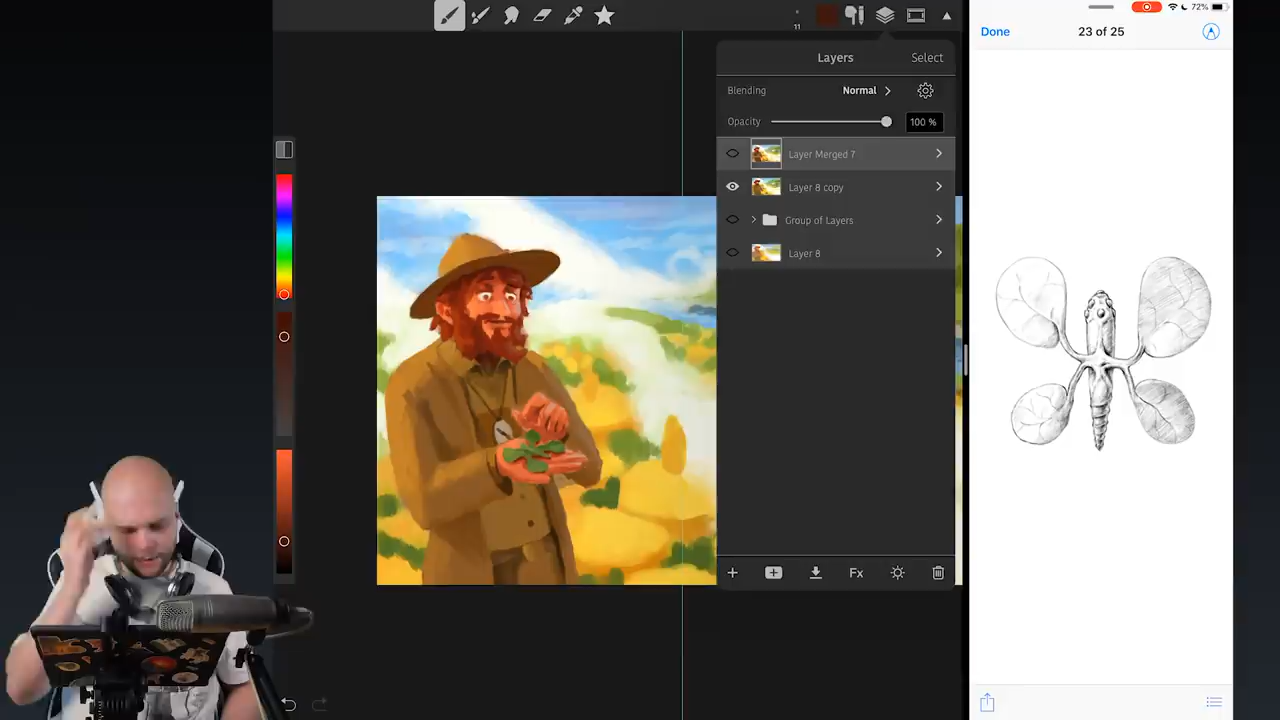 11
72%
Done
23 of 25
Layers
Select
Blending
Normal
Opacity
100 %
Layer Merged 7
Layer 8 copy
Group of Layers
Layer 8
Fx